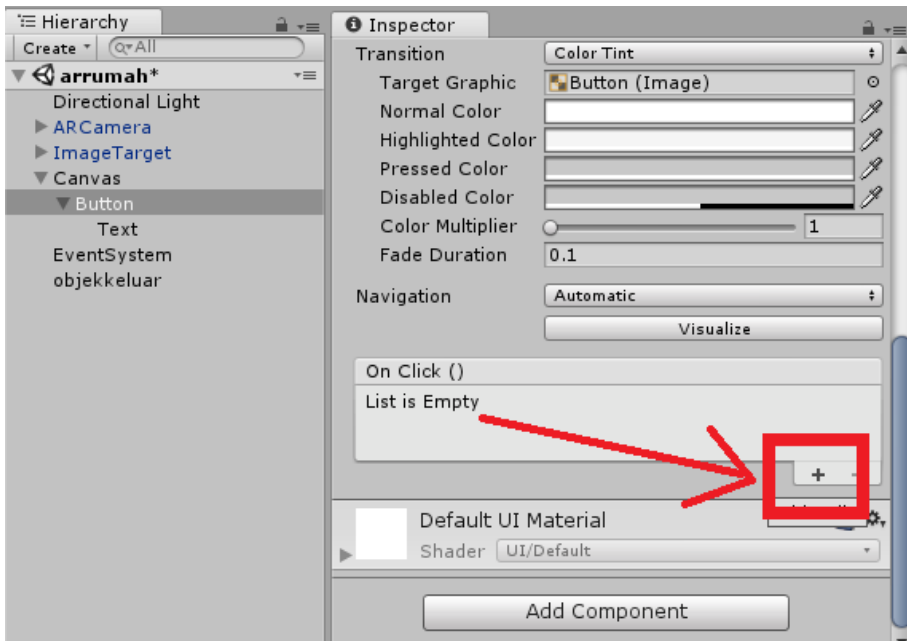 Hierarchy
Create
All
arrumah*
Directional Light
ARCamera
ImageTarget
Canvas
Button
Text
EventSystem
objekkeluar
Inspector
Transition Color Tint
Target Graphic Button (Image)
Normal Color
Highlighted Color
Pressed Color
Disabled Color
Color Multiplier 1
Fade Duration 0.1
Navigation Automatic
Visualize
On Click ()
List is Empty
+ -
Default UI Material
Shader UI/Default
Add Component